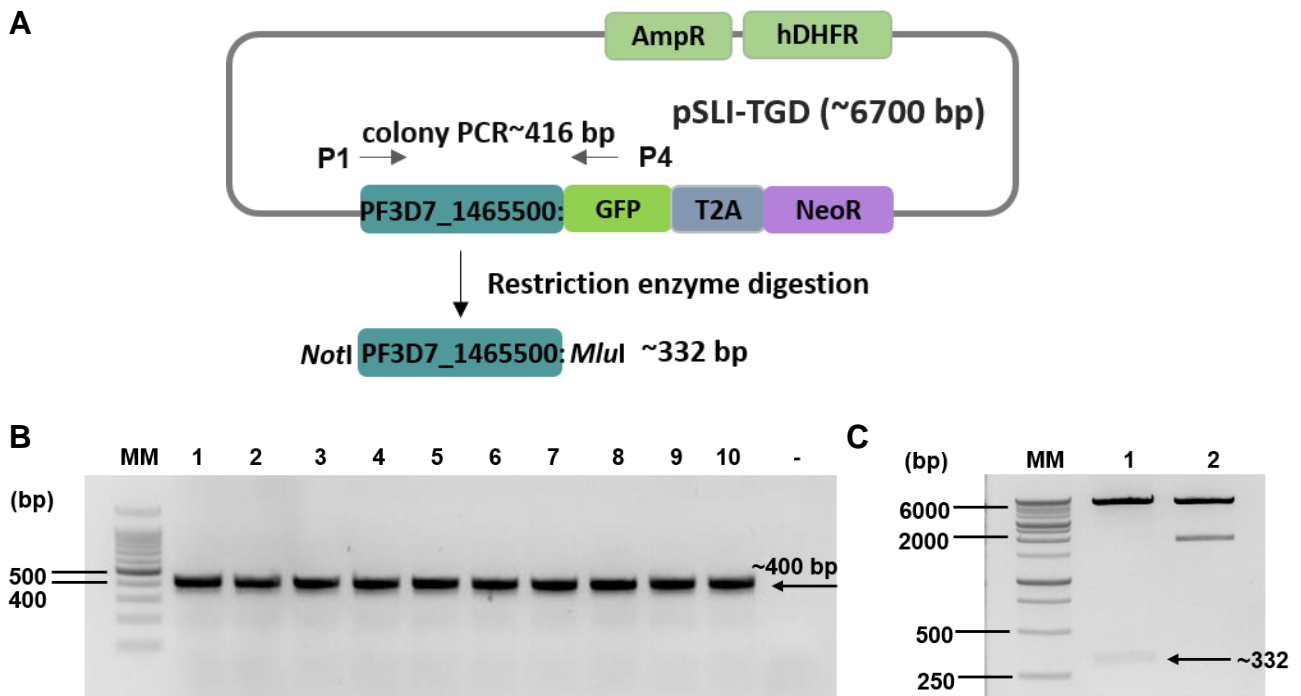 A
AmpR
hDHFR
pSLI-TGD (~6700 bp)
colony PCR~416 bp
P1
P4
PF3D7_1465500:
GFP
T2A
NeoR
Restriction enzyme digestion
NotI
PF3D7_1465500:
MluI
~332 bp
B
MM 1 2 3 4 5 6 7 8 9 10 -
(bp)
500
400
~400 bp
C
(bp)
MM 1 2
6000
2000
500
250
~332